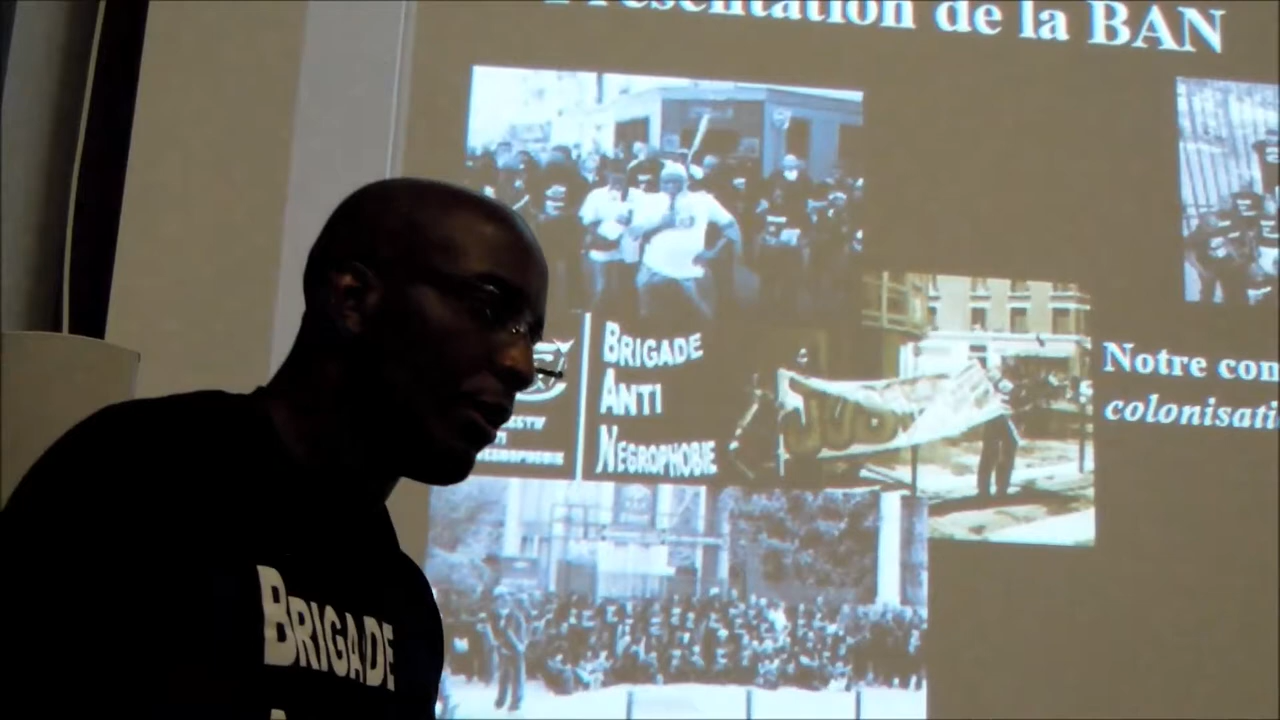 Présentation de la BAN
BRIGADE
ANTI
NEGROPHOBIE
Notre con
colonisati
BRIGADE